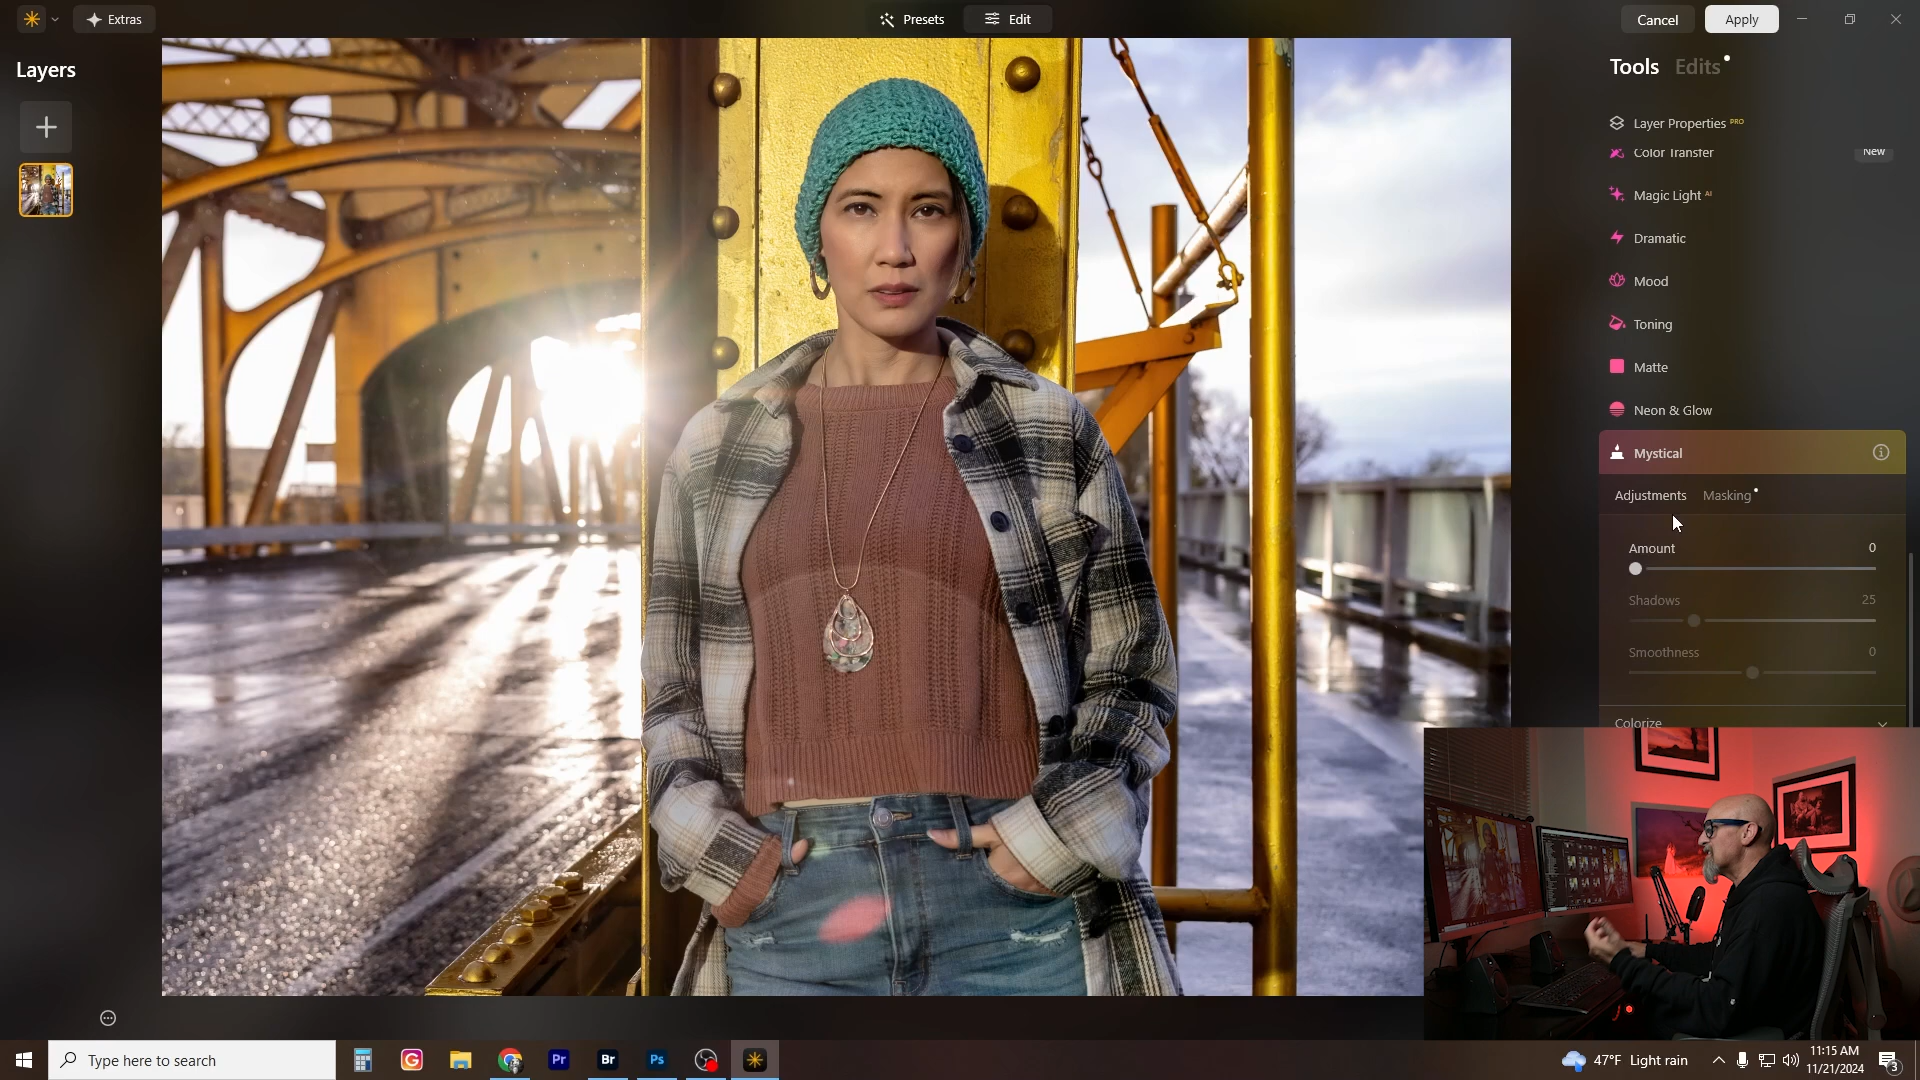 Extras
Presets
Edit
Cancel
Apply
Layers
Tools
Edits
Layer Properties PRO
Color Transfer
New
Magic Light AI
Dramatic
Mood
Toning
Matte
Neon & Glow
Mystical
Adjustments
Masking
Amount
0
Shadows
25
Smoothness
0
Colorize
Type here to search
Pr
Br
Ps
47°F Light rain
11:15 AM
11/21/2024
3